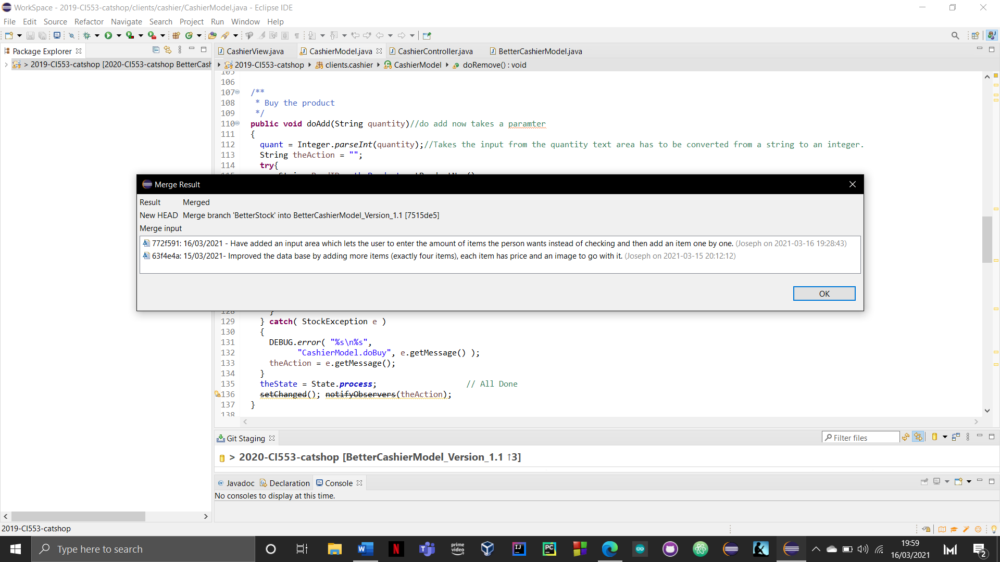 WorkSpace - 2019-CI553-catshop/clients/cashier/CashierModel.java - Eclipse IDE
File Edit Source Refactor Navigate Search Project Run Window Help
Package Explorer
CashierView.java CashierModel.java CashierController.java BetterCashierModel.java
> 2019-CI553-catshop [2020-CI553-catshop BetterCash
2019-CI553-catshop clients.cashier CashierModel doRemove() : void
105
106
107 /**
108 * Buy the product
109 */
110 public void doAdd(String quantity)//do add now takes a paramter
111 {
112 quant = Integer.parseInt(quantity);//Takes the input from the quantity text area has to be converted from a string to an integer.
113 String theAction = "";
114 try{
Merge Result
Result Merged
New HEAD Merge branch 'BetterStock' into BetterCashierModel_Version_1.1 [7515de5]
Merge input
772f591: 16/03/2021 - Have added an input area which lets the user to enter the amount of items the person wants instead of checking and then add an item one by one. (Joseph on 2021-03-16 19:28:43)
63f4e4a: 15/03/2021- Improved the data base by adding more items (exactly four items), each item has price and an image to go with it. (Joseph on 2021-03-15 20:12:12)
OK
128 }
129 } catch( StockException e )
130 {
131 DEBUG.error( "%s\n%s",
132 "CashierModel.doBuy", e.getMessage() );
133 theAction = e.getMessage();
134 }
135 theState = State.process; // All Done
136 setChanged(); notifyObservers(theAction);
137 }
138
Git Staging
Filter files
> 2020-CI553-catshop [BetterCashierModel_Version_1.1 ↑3]
@ Javadoc Declaration Console
No consoles to display at this time.
2019-CI553-catshop
Type here to search
prime video
IJ
PC
19:59
16/03/2021
2